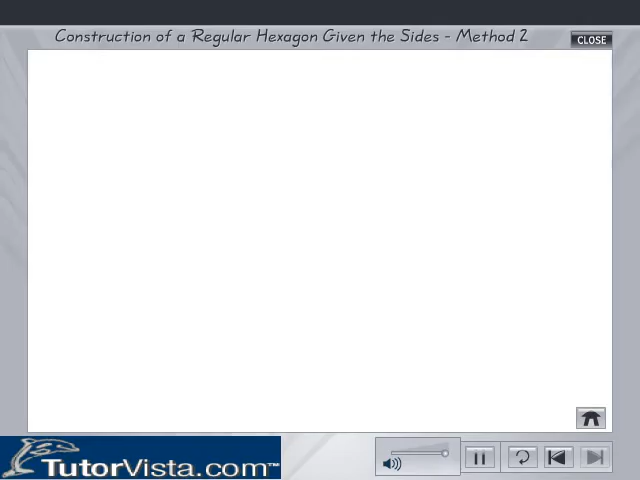 Construction of a Regular Hexagon Given the Sides - Method 2
CLOSE
TutorVista.com™